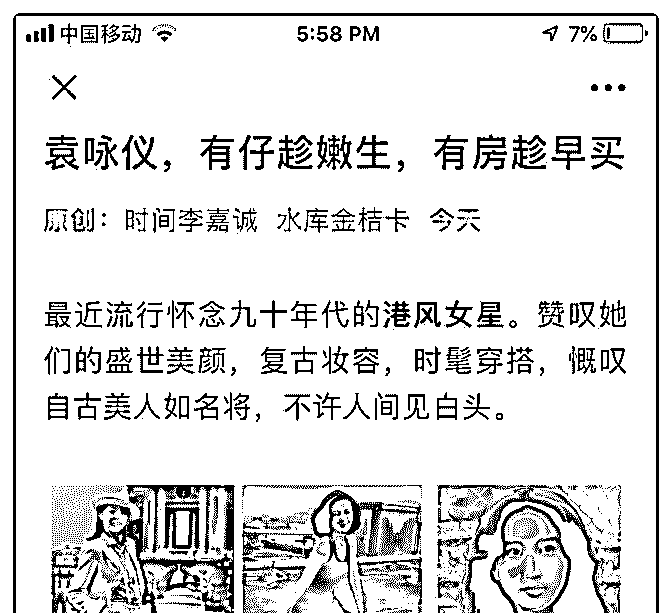 中国移动 5:58 PM 7%
袁咏仪，有仔趁嫩生，有房趁早买
原创：时间李嘉诚 水库金桔卡 今天
最近流行怀念九十年代的港风女星。赞叹她
们的盛世美颜，复古妆容，时髦穿搭，慨叹
自古美人如名将，不许人间见白头。